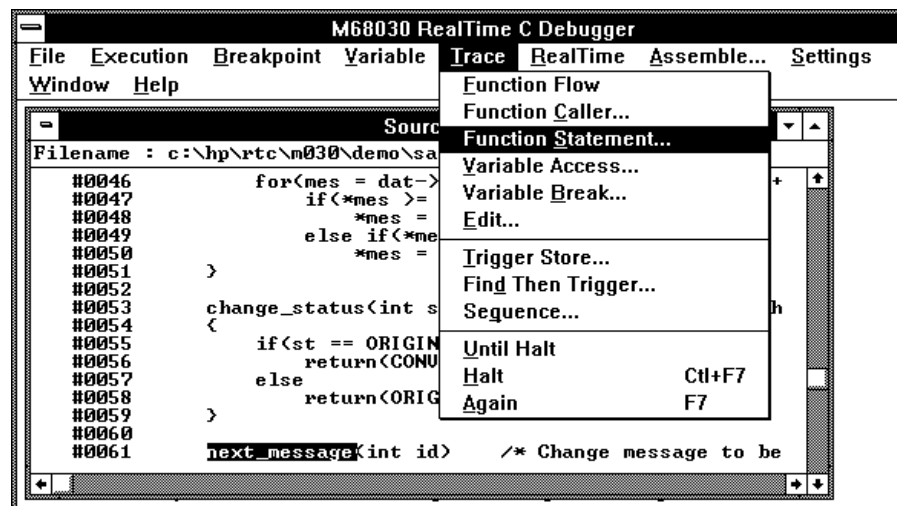 M68030 RealTime C Debugger
File Execution Breakpoint Variable Trace RealTime Assemble... Settings
Window Help
Sourc
Filename : c:\hp\rtc\m030\demo\sa
#0046 for(mes = dat-> +
#0047 if(*mes >=
#0048 *mes =
#0049 else if(*me
#0050 *mes =
#0051 }
#0052
#0053 change_status(int s h
#0054 {
#0055 if(st == ORIGIN
#0056 return(CONV
#0057 else
#0058 return(ORIG
#0059 }
#0060
#0061 next_message(int id) /* Change message to be
Function Flow
Function Caller...
Function Statement...
Variable Access...
Variable Break...
Edit...
Trigger Store...
Find Then Trigger...
Sequence...
Until Halt
Halt Ctl+F7
Again F7